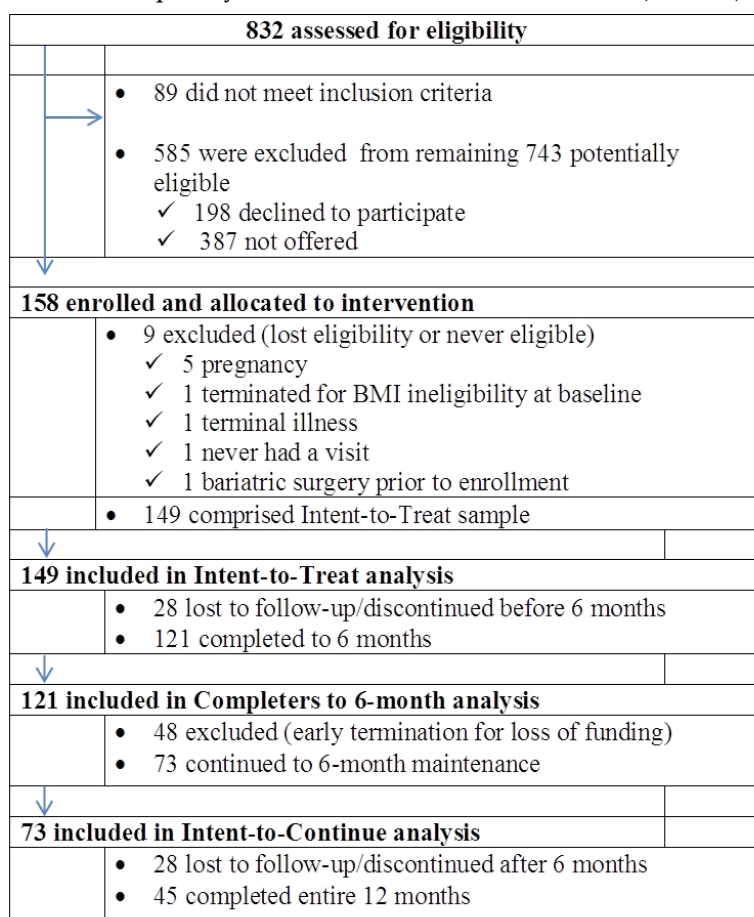 832 assessed for eligibility
• 89 did not meet inclusion criteria
• 585 were excluded from remaining 743 potentially
eligible
✓ 198 declined to participate
✓ 387 not offered
158 enrolled and allocated to intervention
• 9 excluded (lost eligibility or never eligible)
✓ 5 pregnancy
✓ 1 terminated for BMI ineligibility at baseline
✓ 1 terminal illness
✓ 1 never had a visit
✓ 1 bariatric surgery prior to enrollment
• 149 comprised Intent-to-Treat sample
149 included in Intent-to-Treat analysis
• 28 lost to follow-up/discontinued before 6 months
• 121 completed to 6 months
121 included in Completers to 6-month analysis
• 48 excluded (early termination for loss of funding)
• 73 continued to 6-month maintenance
73 included in Intent-to-Continue analysis
• 28 lost to follow-up/discontinued after 6 months
• 45 completed entire 12 months